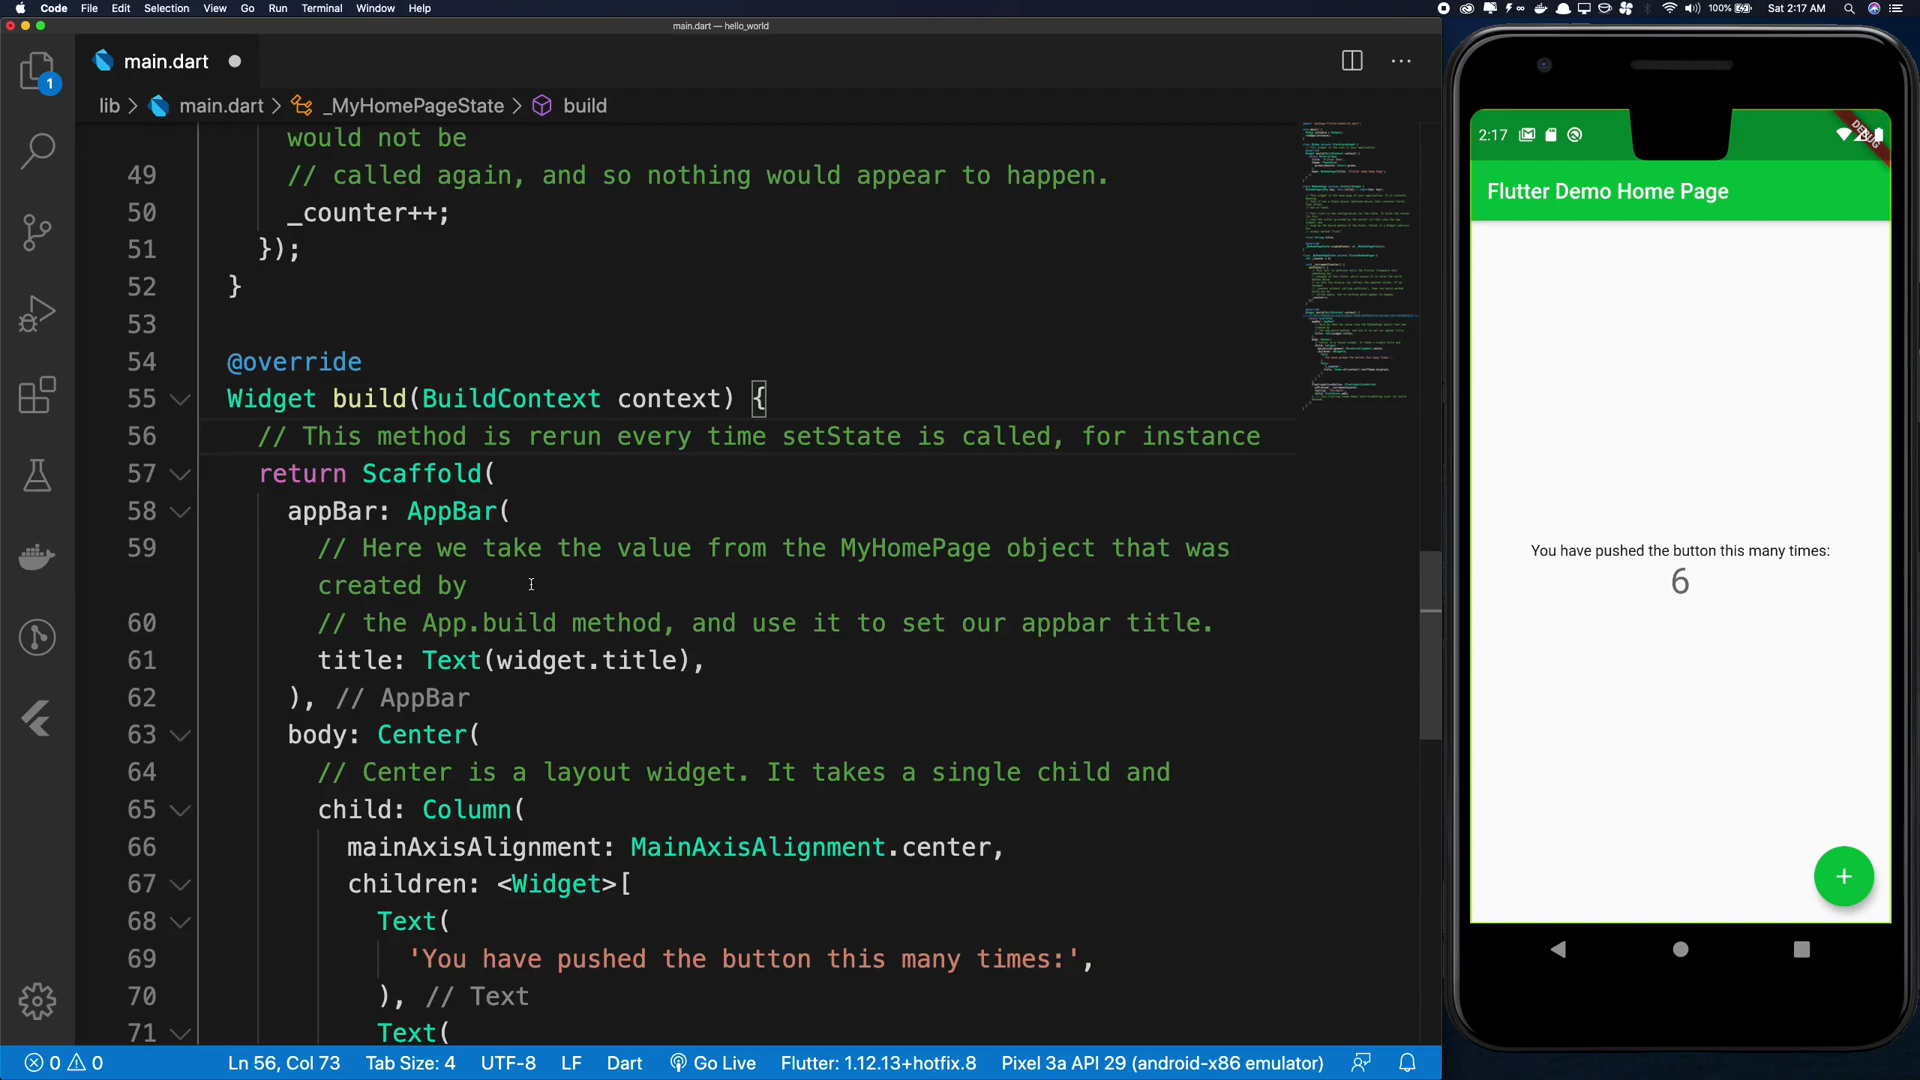 Code File Edit Selection View Go Run Terminal Window Help
100% Sat 2:17 AM
main.dart — hello_world
main.dart
lib > main.dart > _MyHomePageState > build
1
would not be
49 // called again, and so nothing would appear to happen.
50 _counter++;
51 });
52 }
53
54 @override
55 Widget build(BuildContext context) {
56 // This method is rerun every time setState is called, for instance
57 return Scaffold(
58 appBar: AppBar(
59 // Here we take the value from the MyHomePage object that was
created by
60 // the App.build method, and use it to set our appbar title.
61 title: Text(widget.title),
62 ), // AppBar
63 body: Center(
64 // Center is a layout widget. It takes a single child and
65 child: Column(
66 mainAxisAlignment: MainAxisAlignment.center,
67 children: <Widget>[
68 Text(
69 'You have pushed the button this many times:',
70 ), // Text
71 Text(
0 0 Ln 56, Col 73 Tab Size: 4 UTF-8 LF Dart Go Live Flutter: 1.12.13+hotfix.8 Pixel 3a API 29 (android-x86 emulator)
2:17
DEBUG
Flutter Demo Home Page
You have pushed the button this many times:
6
+